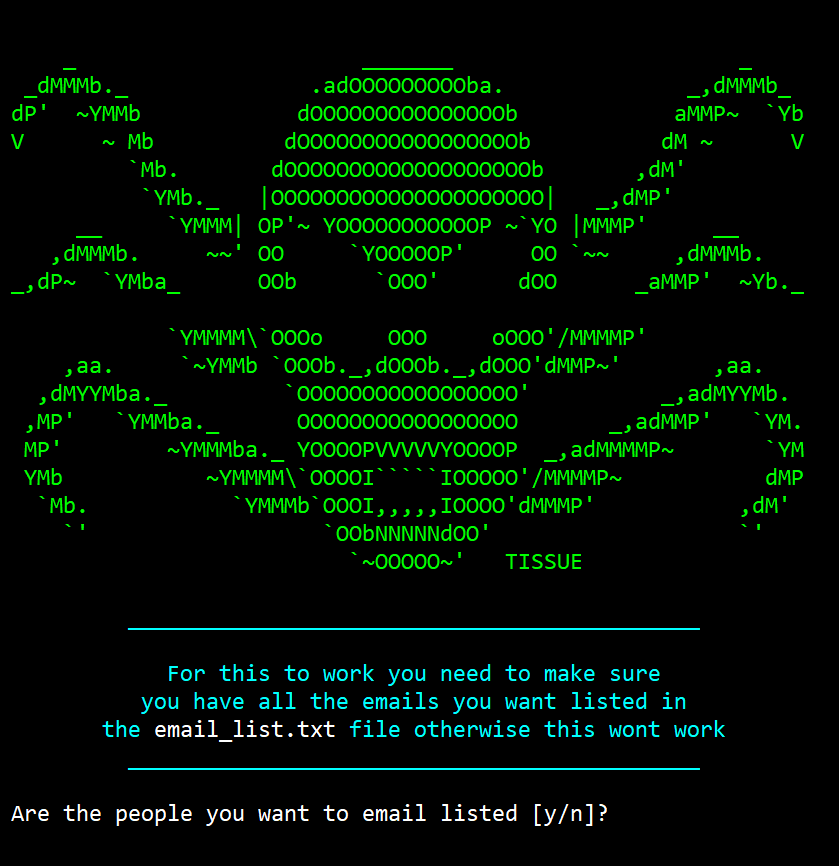 TISSUE
For this to work you need to make sure
you have all the emails you want listed in
the email_list.txt file otherwise this wont work
Are the people you want to email listed [y/n]?